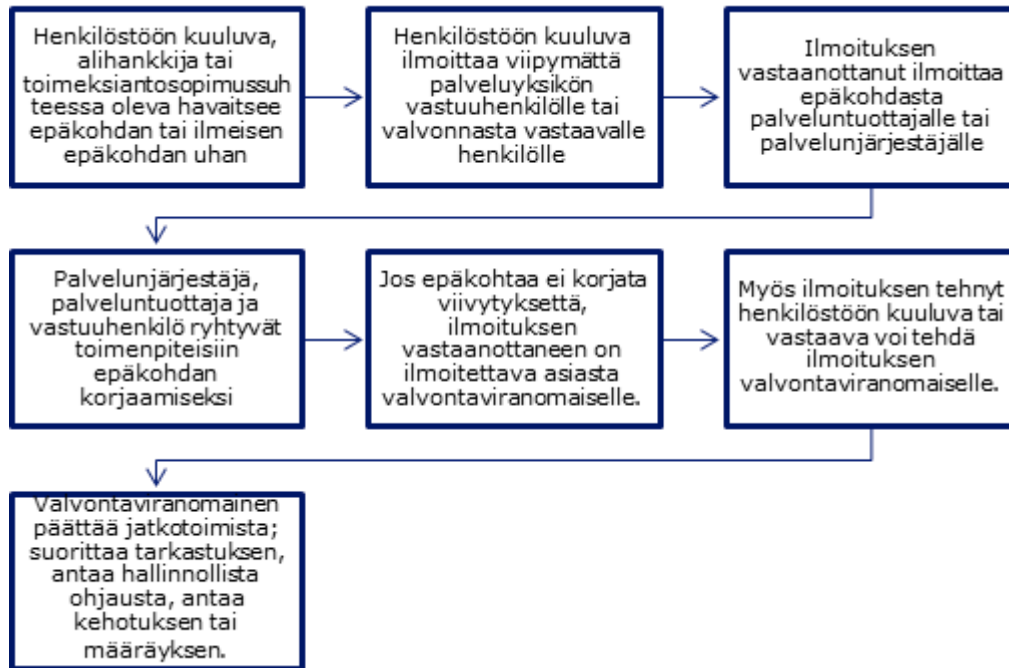 Henkilöstöön kuuluva,
alihankkija tai
toimeksiantosopimussuh
teessa oleva havaitsee
epäkohdan tai ilmeisen
epäkohdan uhan
Henkilöstöön kuuluva
ilmoittaa viipymättä
palveluyksikön
vastuuhenkilölle tai
valvonnasta vastaavalle
henkilölle
Ilmoituksen
vastaanottanut ilmoittaa
epäkohdasta
palveluntuottajalle tai
palvelunjärjestäjälle
Palvelunjärjestäjä,
palveluntuottaja ja
vastuuhenkilö ryhtyvät
toimenpiteisiin
epäkohdan
korjaamiseksi
Jos epäkohtaa ei korjata
viivytyksettä,
ilmoituksen
vastaanottaneen on
ilmoitettava asiasta
valvontaviranomaiselle.
Myös ilmoituksen tehnyt
henkilöstöön kuuluva tai
vastaava voi tehdä
ilmoituksen
valvontaviranomaiselle.
Valvontaviranomainen
päättää jatkotoimista;
suorittaa tarkastuksen,
antaa hallinnollista
ohjausta, antaa
kehotuksen tai
määräyksen.